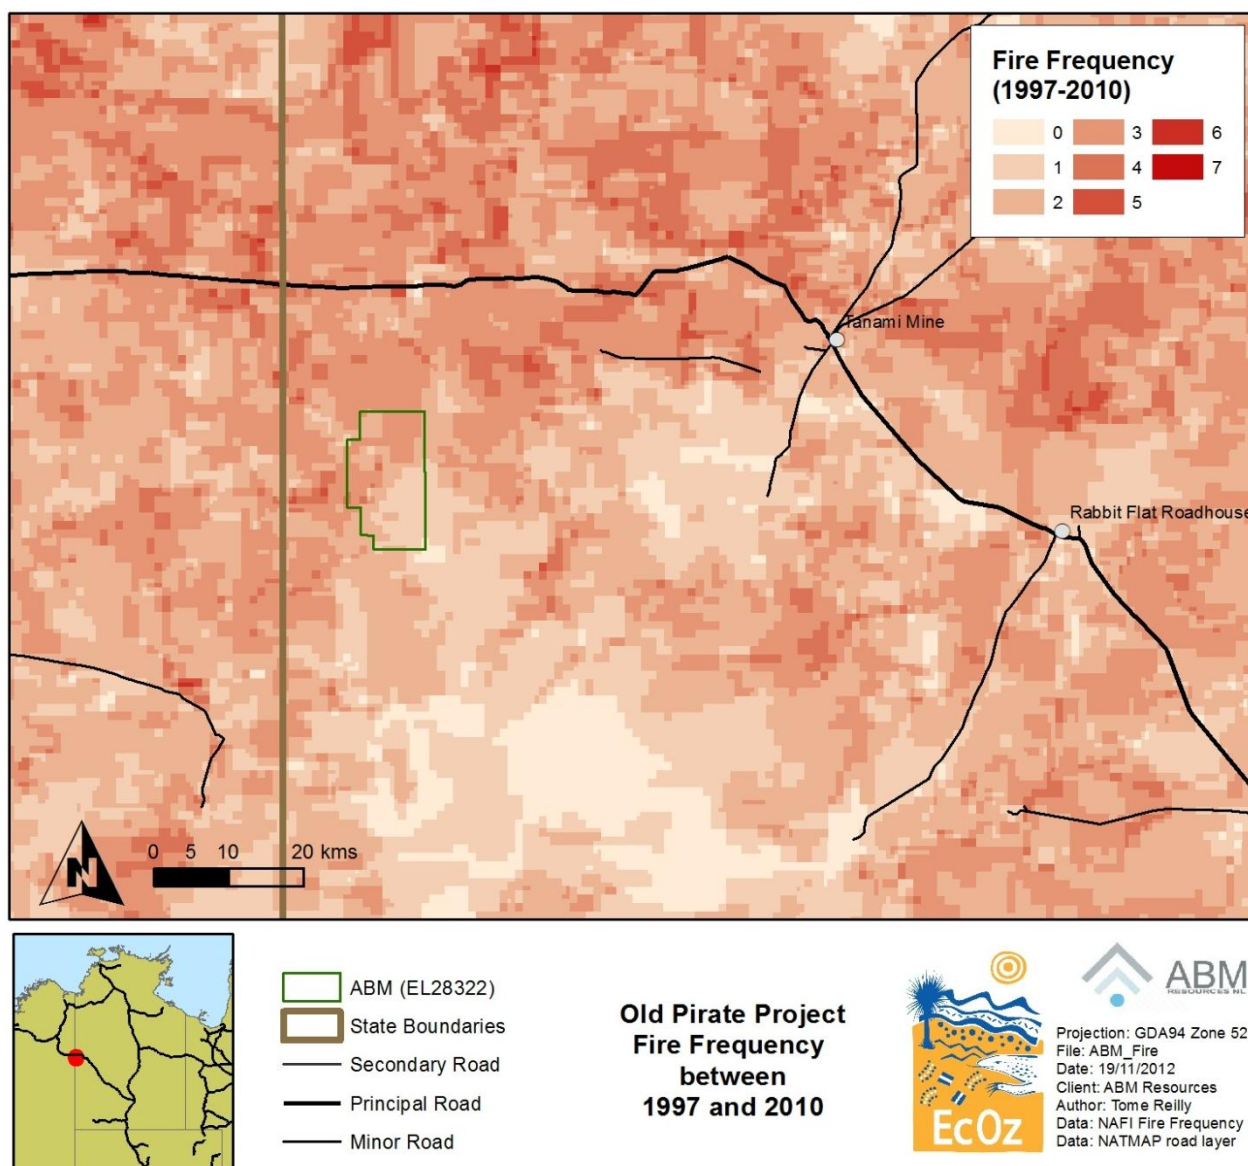 Fire Frequency
(1997-2010)
0 3 6
1 4 7
2 5
Tanami Mine
Rabbit Flat Roadhouse
N
0 5 10 20 kms
ABM (EL28322)
State Boundaries
Secondary Road
Principal Road
Minor Road
Old Pirate Project
Fire Frequency
between
1997 and 2010
EcOz
ABM
RESOURCES NL
Projection: GDA94 Zone 52
File: ABM_Fire
Date: 19/11/2012
Client: ABM Resources
Author: Tome Reilly
Data: NAFI Fire Frequency
Data: NATMAP road layer